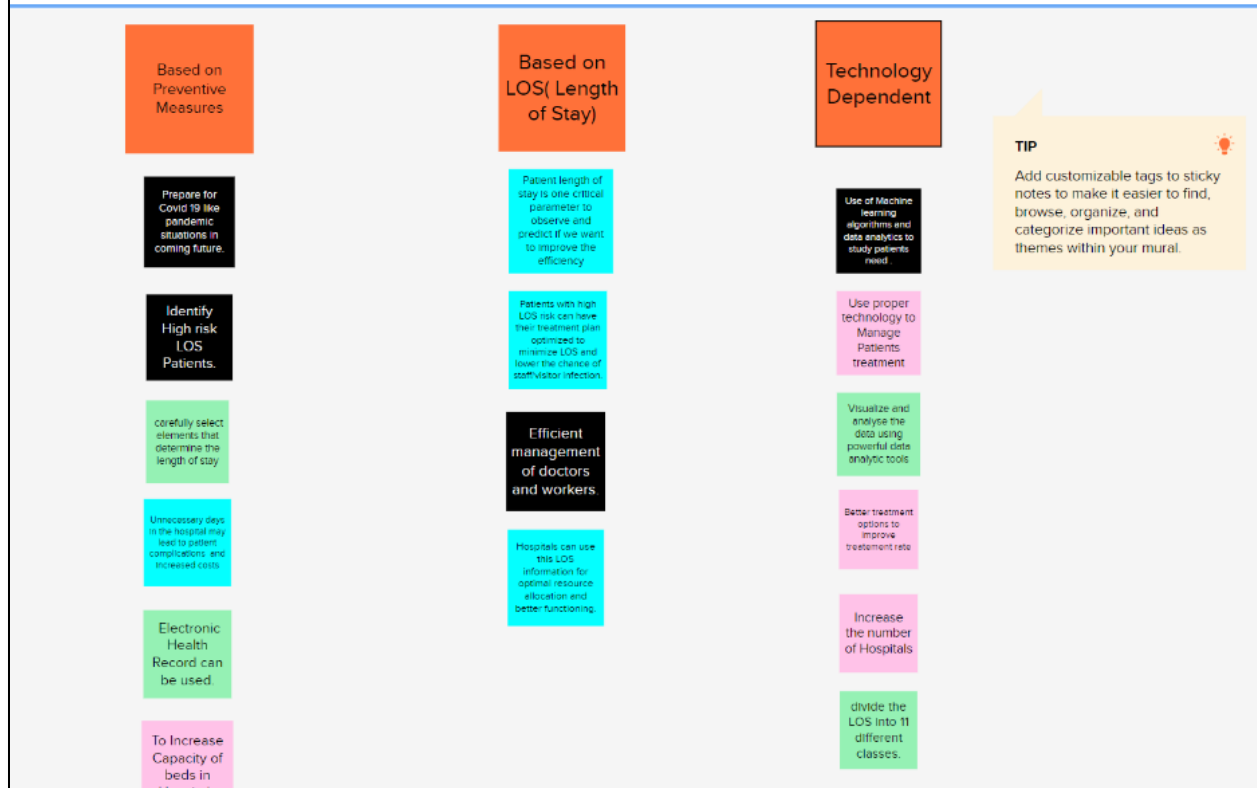 Based on
Preventive
Measures
Prepare for
Covid 19 like
pandemic
situations in
coming future.
Identify
High risk
LOS
Patients.
carefully select
elements that
determine the
length of stay
Unnecessary days
in the hospital may
lead to patient
complications and
increased costs
Electronic
Health
Record can
be used.
To Increase
Capacity of
beds in
Based on
LOS( Length
of Stay)
Patient length of
stay is one critical
parameter to
observe and
predict if we want
to improve the
efficiency
Patients with high
LOS risk can have
their treatment plan
optimized to
minimize LOS and
lower the chance of
staff/visitor infection.
Efficient
management
of doctors
and workers.
Hospitals can use
this LOS
information for
optimal resource
allocation and
better functioning.
Technology
Dependent
Use of Machine
learning
algorithms and
data analytics to
study patients
need .
Use proper
technology to
Manage
Patients
treatment
Visualize and
analyse the
data using
powerful data
analytic tools
Better treatment
options to
improve
treatement rate
Increase
the number
of Hospitals
divide the
LOS into 11
different
classes.
TIP
Add customizable tags to sticky
notes to make it easier to find,
browse, organize, and
categorize important ideas as
themes within your mural.